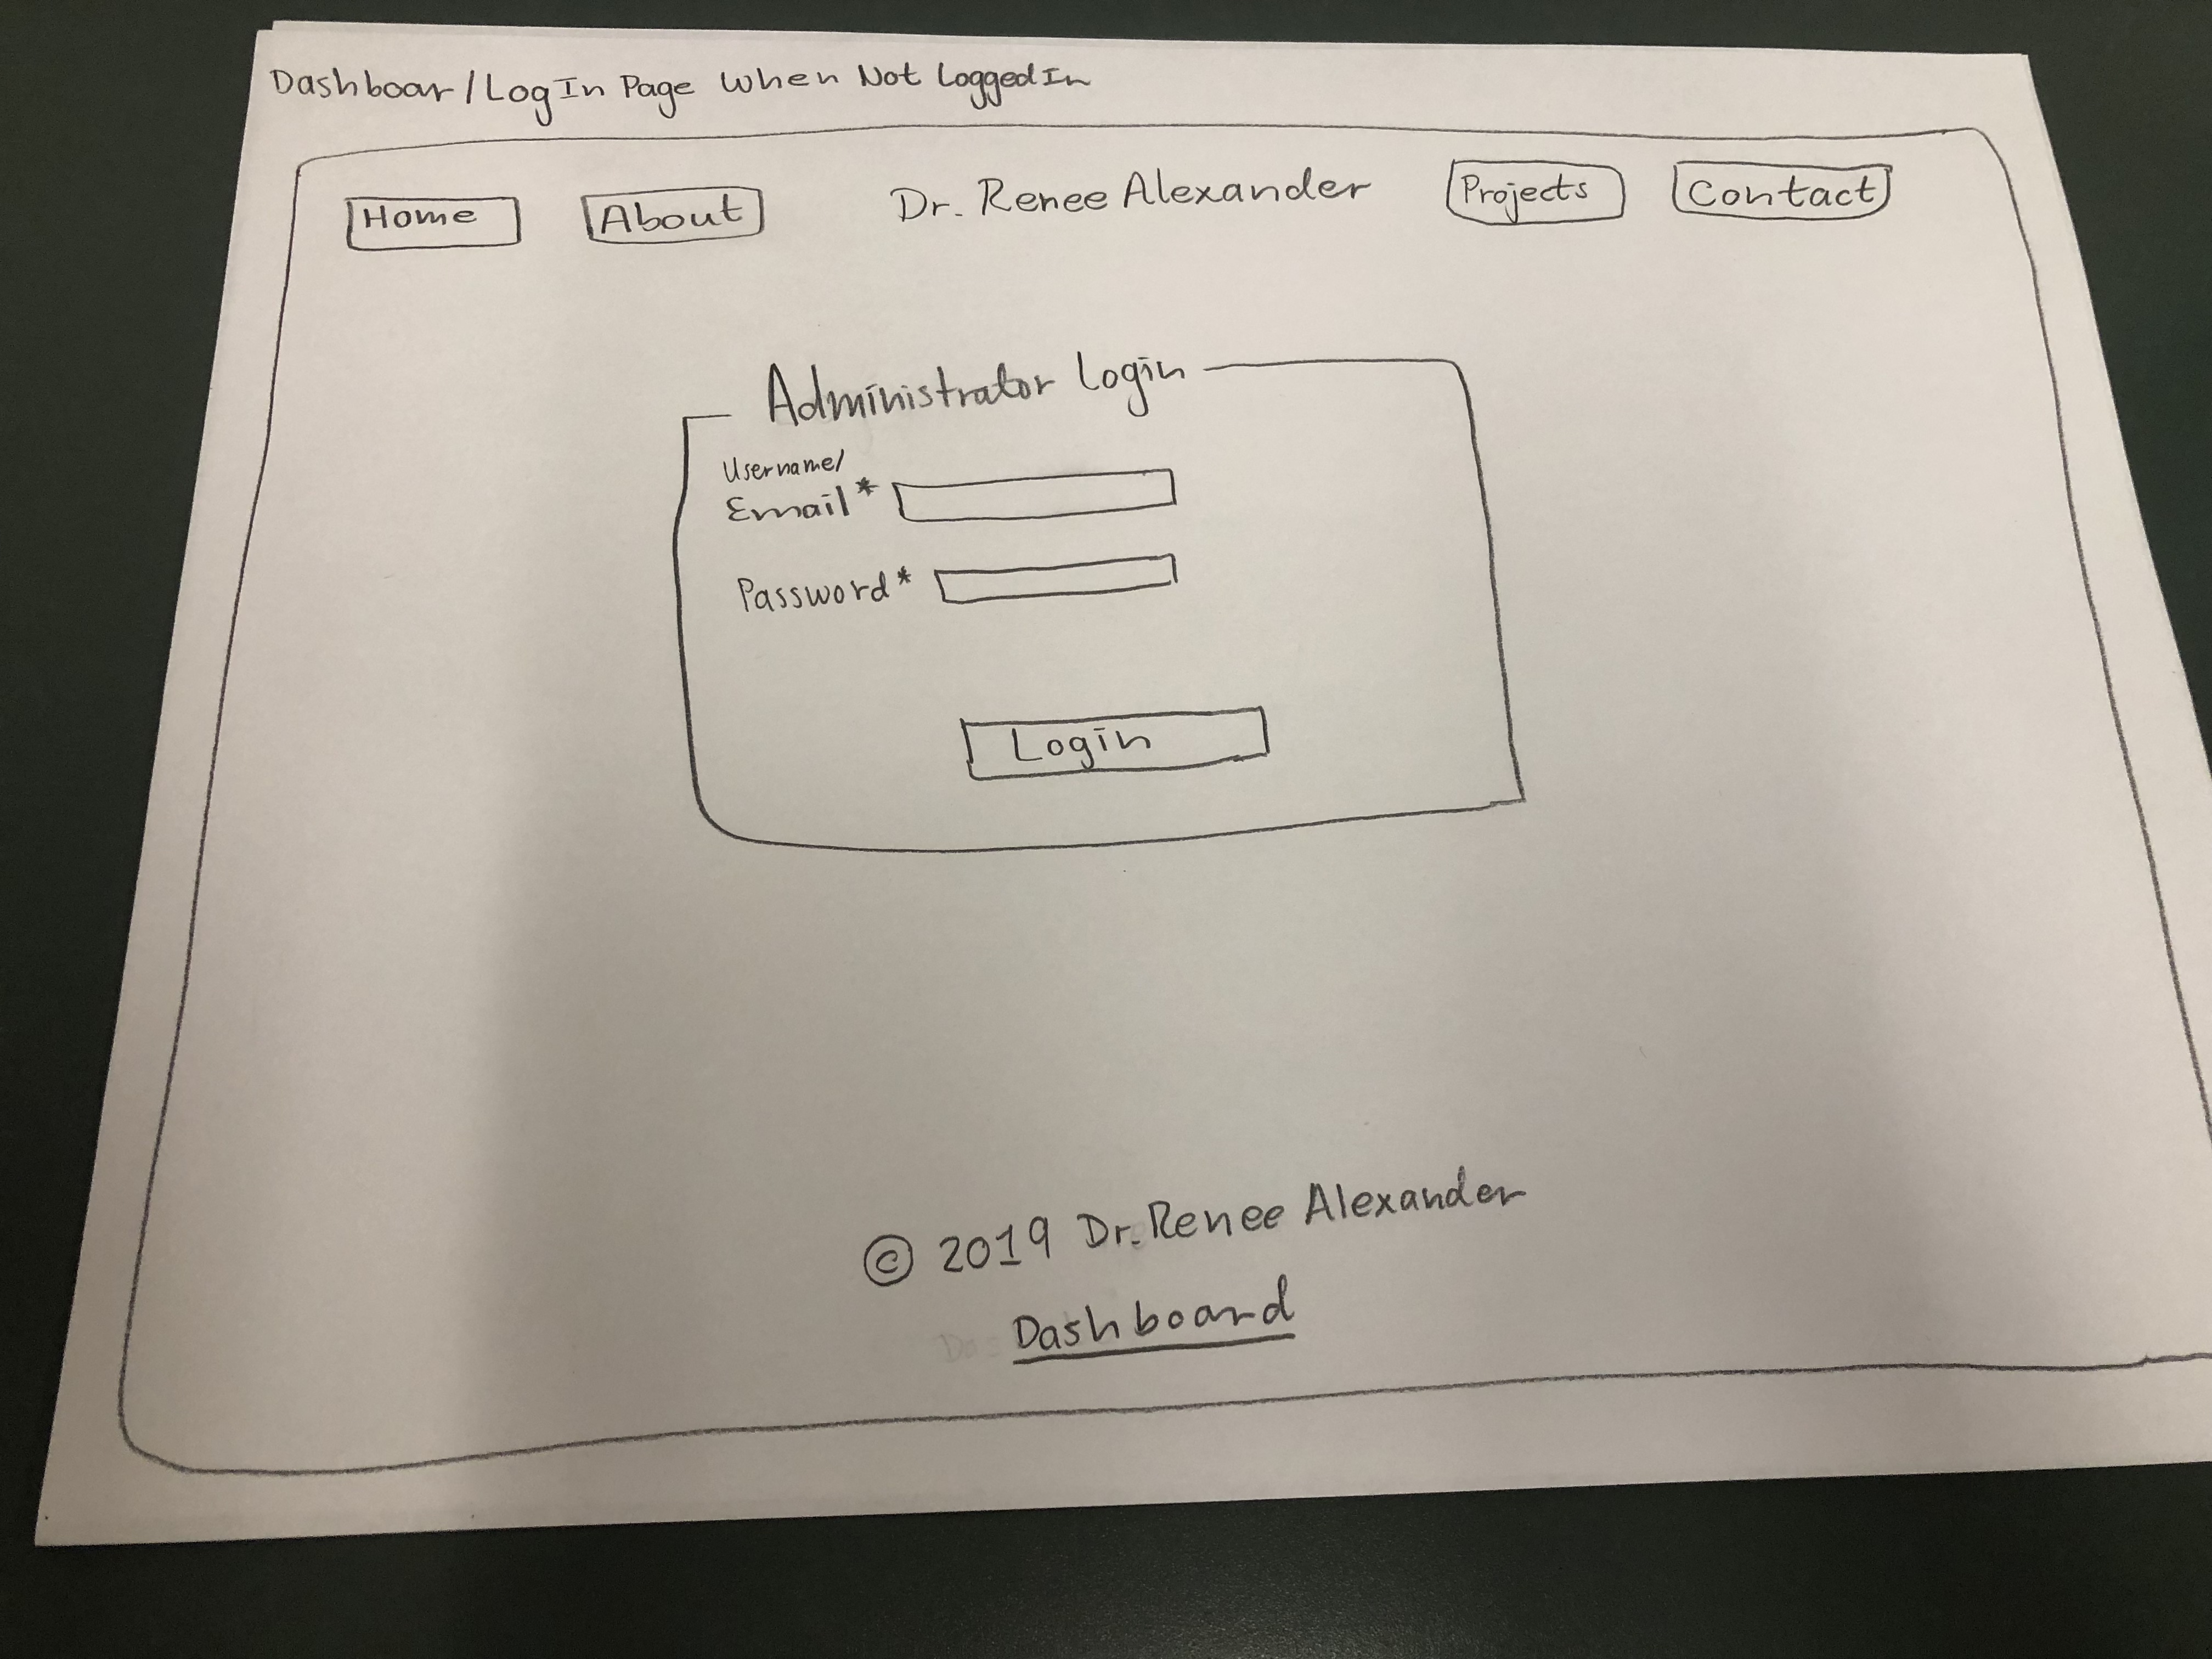 Dashboar/LogIn Page When Not LoggedIn
Home About Dr. Renee Alexander Projects Contact
Administrator Login
Username/
Email*
Password*
Login
© 2019 Dr. Renee Alexander
Dashboard